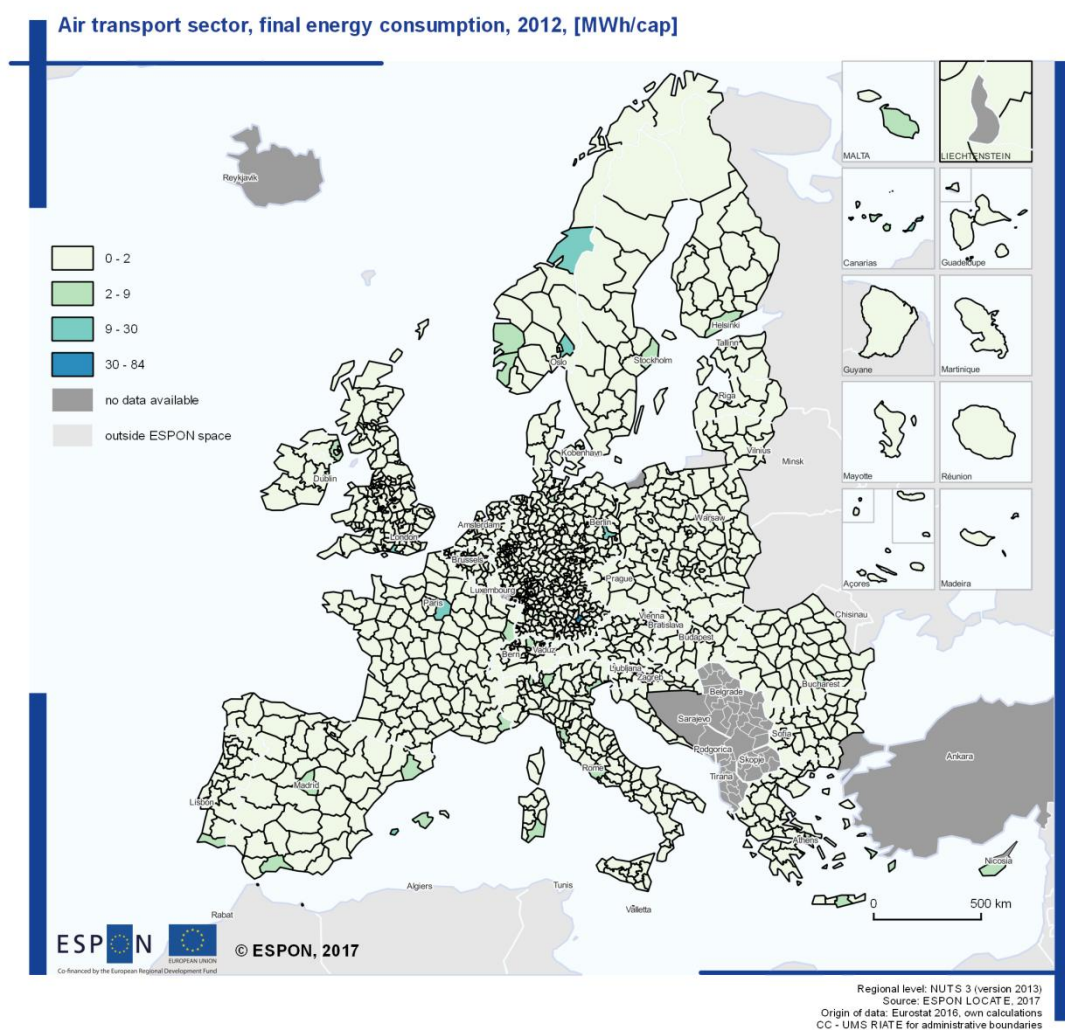 Air transport sector, final energy consumption, 2012, [MWh/cap]
MALTA
LIECHTENSTEIN
Reykjavik
Canarias
Guadeloupe
0 - 2
2 - 9
9 - 30
30 - 84
no data available
outside ESPON space
Guyane
Martinique
Mayotte
Réunion
Açores
Madeira
Helsinki
Tallinn
Oslo
Stockholm
Riga
Kobenhavn
Vilnius
Minsk
Dublin
Amsterdam
Berlin
Warsaw
London
Brussels
Prague
Luxembourg
Paris
Chisinau
Vienna
Bratislava
Budapest
Bern
Vaduz
Ljubljana
Zagreb
Bucharest
Belgrade
Sarajevo
Sofia
Podgorica
Skopje
Ankara
Rome
Tirana
Madrid
Lisbon
Athens
Nicosia
Algiers
Tunis
Rabat
Valletta
0 500 km
ESPON
EUROPEAN UNION
Co-financed by the European Regional Development Fund
© ESPON, 2017
Regional level: NUTS 3 (version 2013)
Source: ESPON LOCATE, 2017
Origin of data: Eurostat 2016, own calculations
CC - UMS RIATE for administrative boundaries